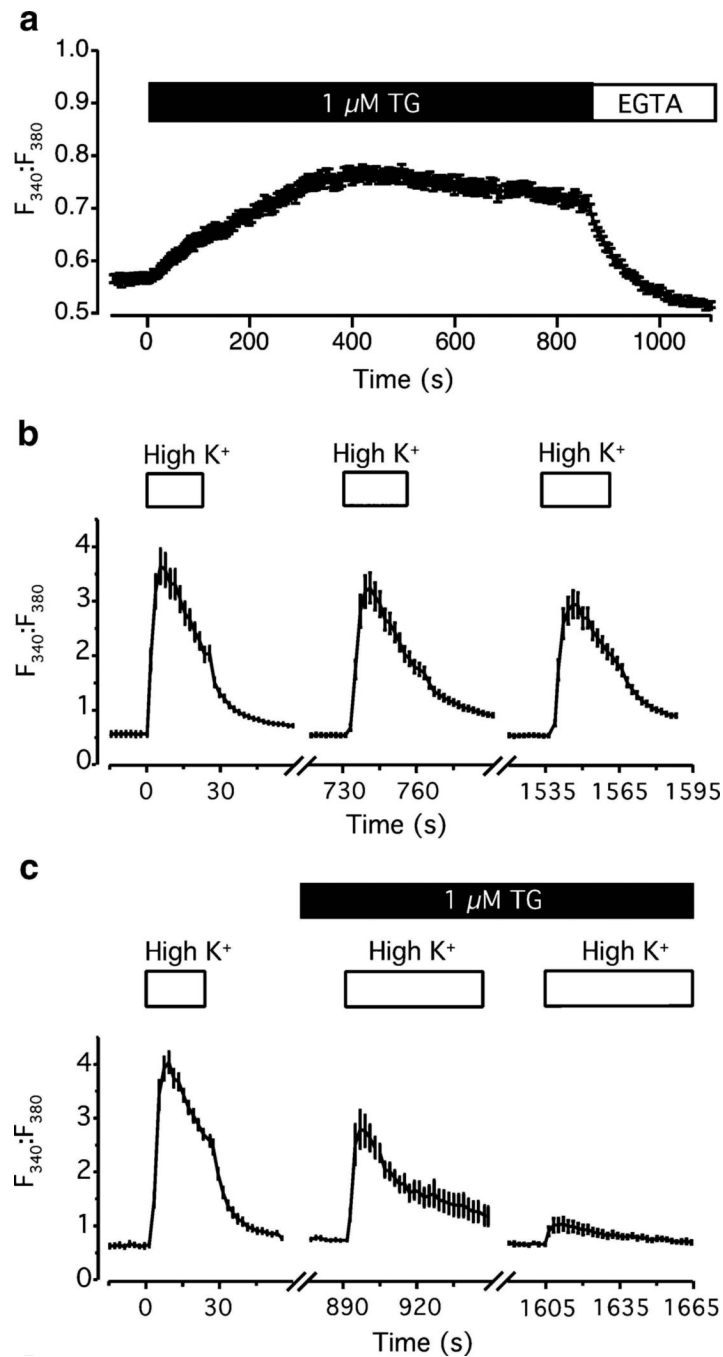 a
1.0
0.9
0.8
0.7
0.6
0.5
F340:F380
1 µM TG
EGTA
0 200 400 600 800 1000
Time (s)
b
High K+ High K+ High K+
4
3
2
1
0
F340:F380
0 30 730 760 1535 1565 1595
Time (s)
c
1 µM TG
High K+ High K+ High K+
4
3
2
1
0
F340:F380
0 30 890 920 1605 1635 1665
Time (s)